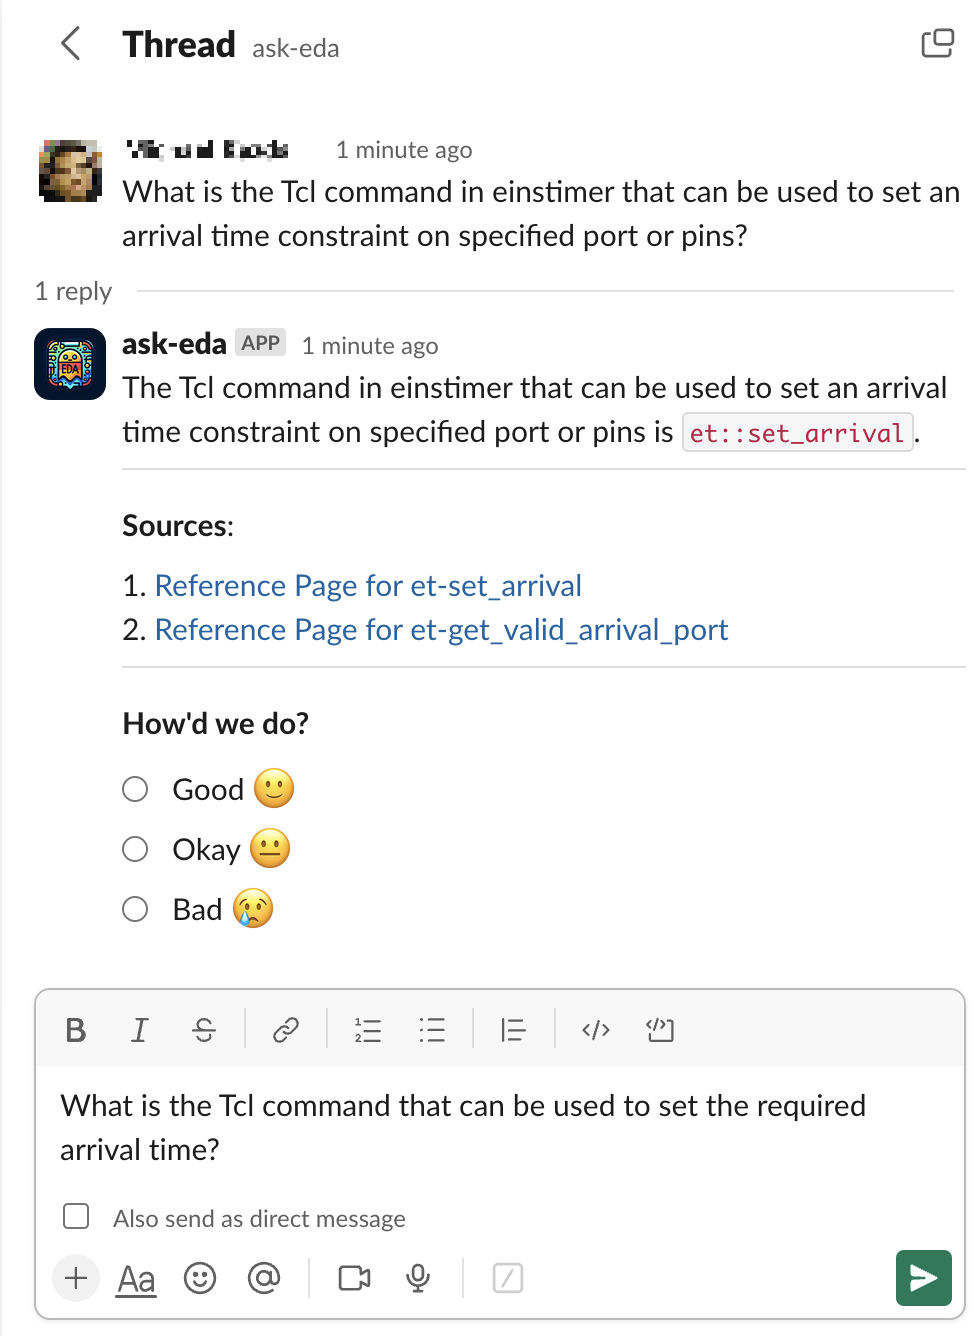 Thread ask-eda
1 minute ago
What is the Tcl command in einstimer that can be used to set an
arrival time constraint on specified port or pins?
1 reply
EDA
ask-eda APP 1 minute ago
The Tcl command in einstimer that can be used to set an arrival
time constraint on specified port or pins is et::set_arrival.
Sources:
1. Reference Page for et-set_arrival
2. Reference Page for et-get_valid_arrival_port
How'd we do?
Good 🙂
Okay 😐
Bad 😢
What is the Tcl command that can be used to set the required
arrival time?
Also send as direct message
Aa